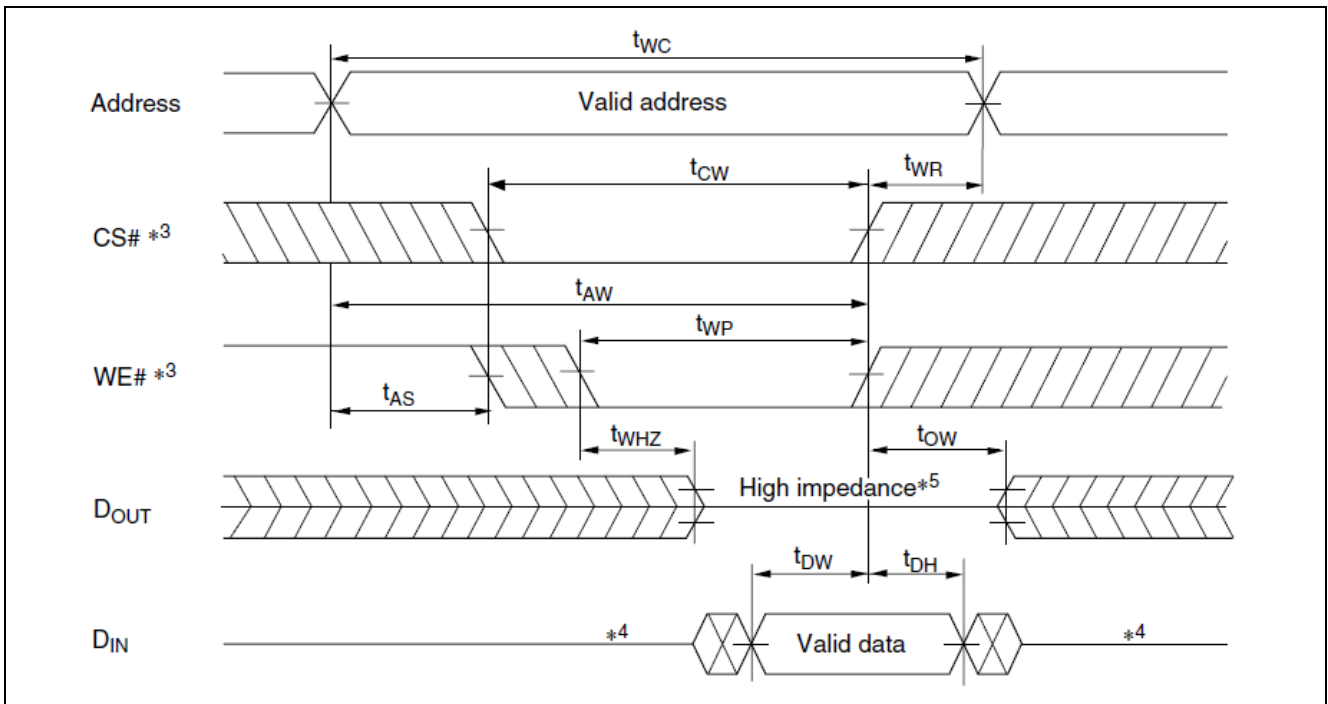 tWC
Address
Valid address
tCW
tWR
CS# *3
tAW
tWP
WE# *3
tAS
tWHZ
tOW
High impedance*5
DOUT
tDW
tDH
DIN
*4
Valid data
*4